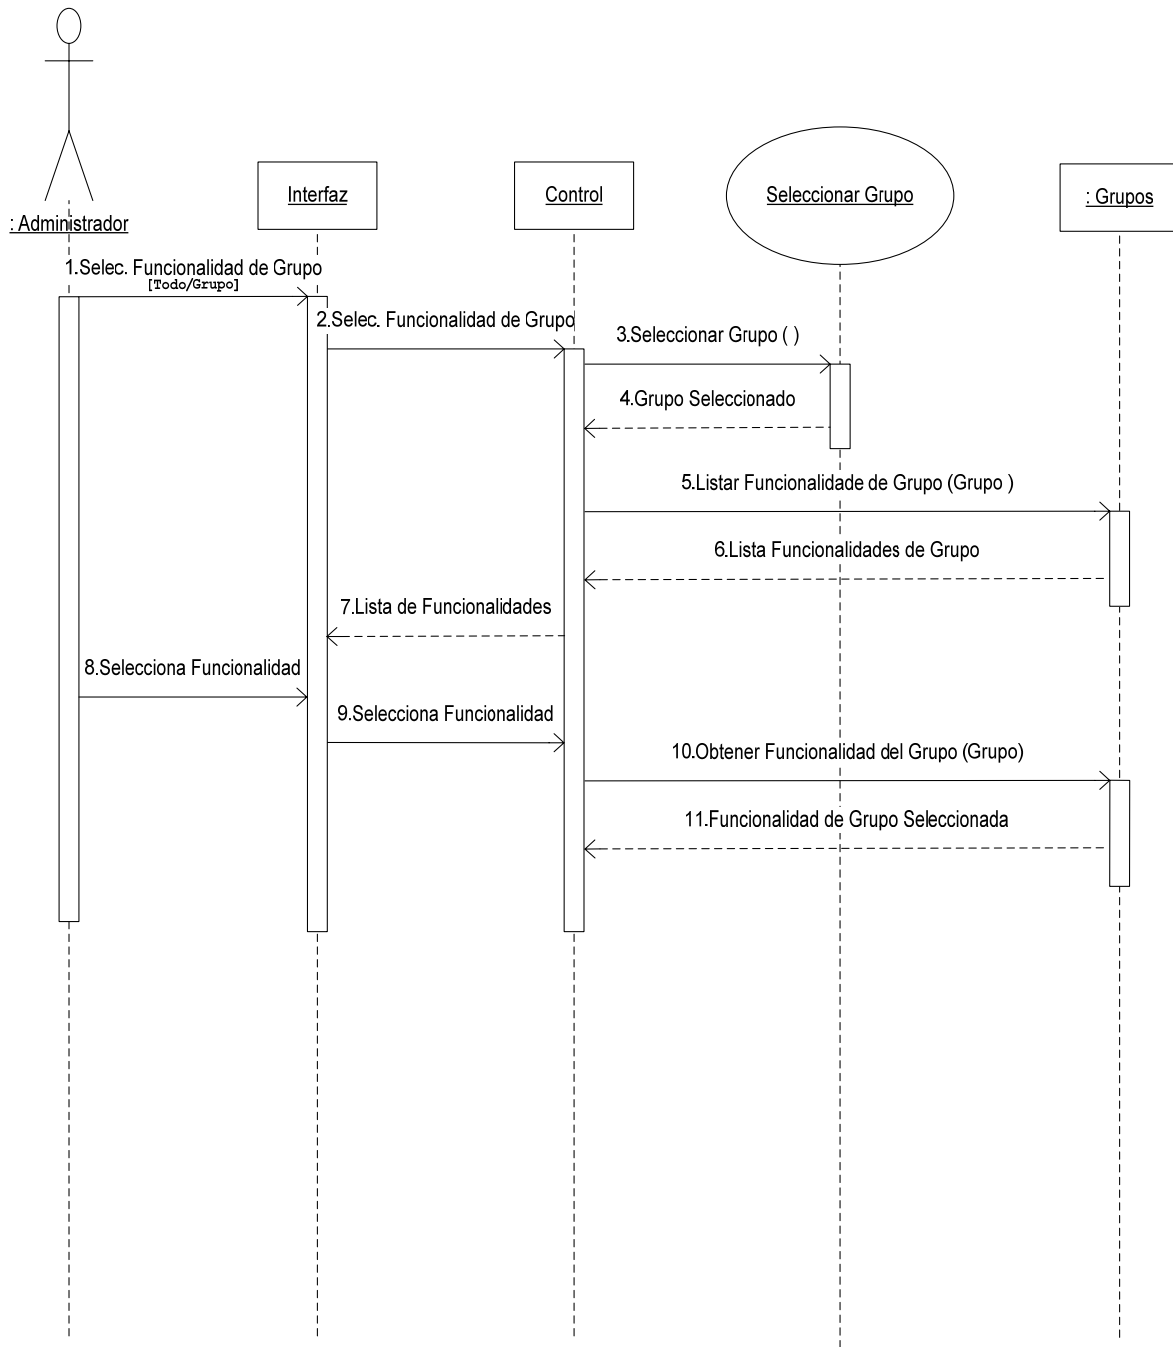 : Administrador
Interfaz
Control
Seleccionar Grupo
: Grupos
1.Selec. Funcionalidad de Grupo
[Todo/Grupo]
2.Selec. Funcionalidad de Grupo
3.Seleccionar Grupo ( )
4.Grupo Seleccionado
5.Listar Funcionalidade de Grupo (Grupo )
6.Lista Funcionalidades de Grupo
7.Lista de Funcionalidades
8.Selecciona Funcionalidad
9.Selecciona Funcionalidad
10.Obtener Funcionalidad del Grupo (Grupo)
11.Funcionalidad de Grupo Seleccionada